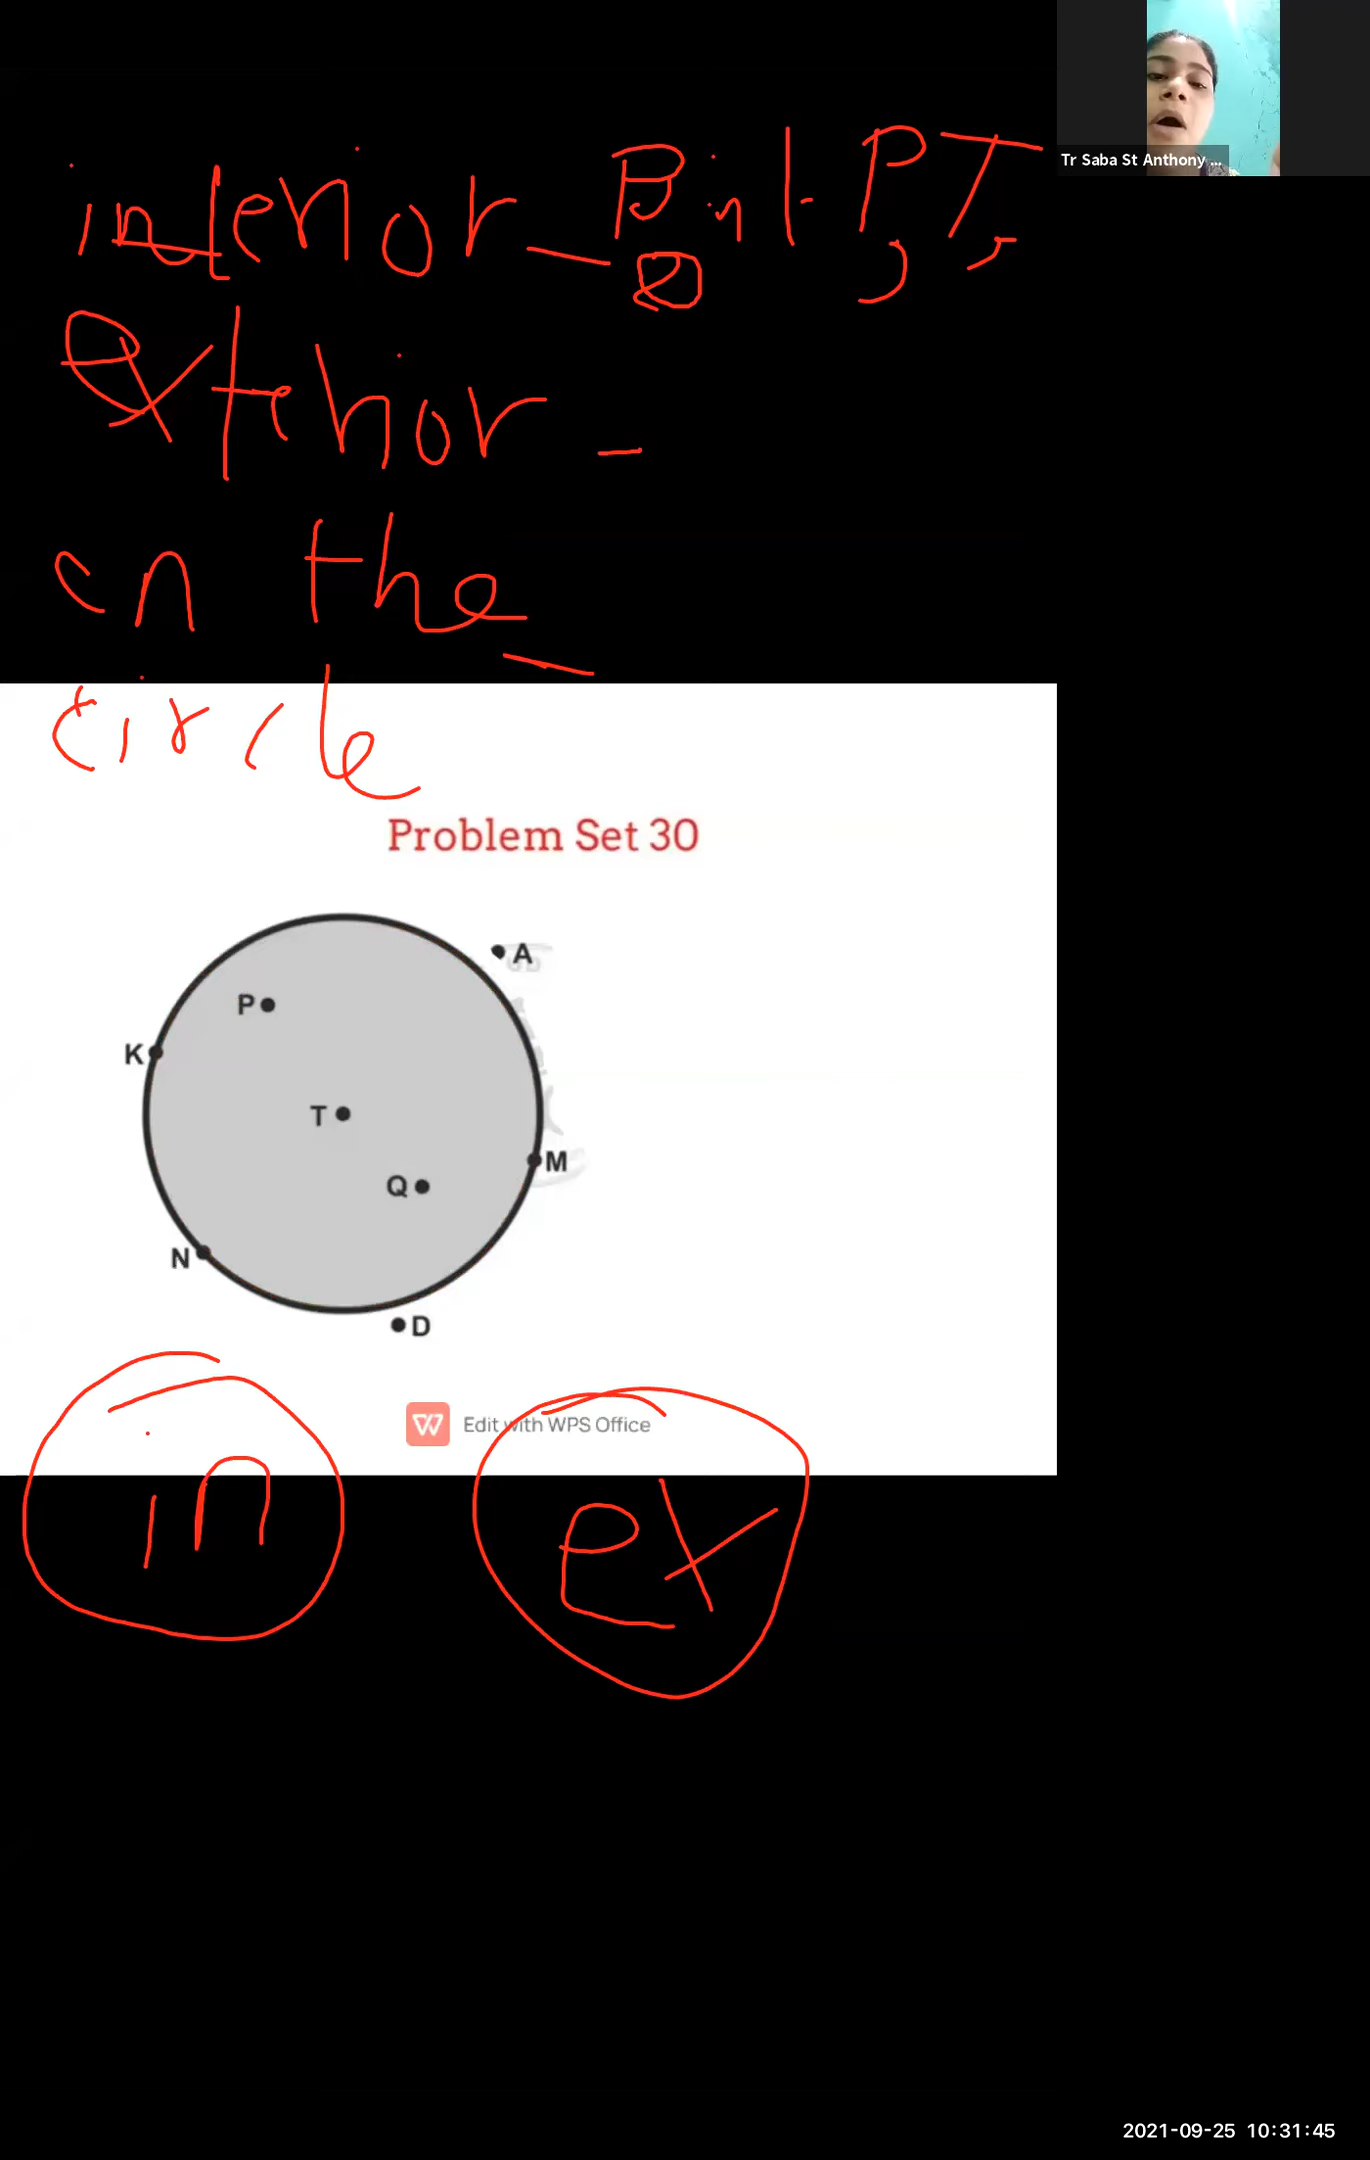 Tr Saba St Anthony ...
interior - Point P, T,
Q
Exterior -
on the -
circle
Problem Set 30
A
P
K
T
M
Q
N
D
Edit with WPS Office
in
ex
2021-09-25 10:31:45